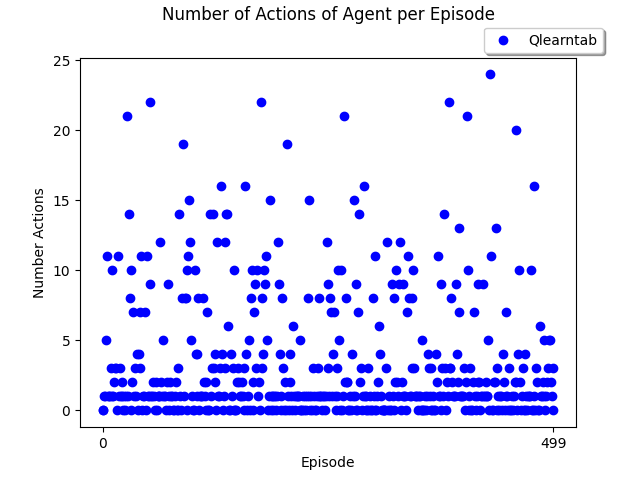 Number of Actions of Agent per Episode
Qlearntab
25
20
15
10
5
0
Number Actions
0 499
Episode